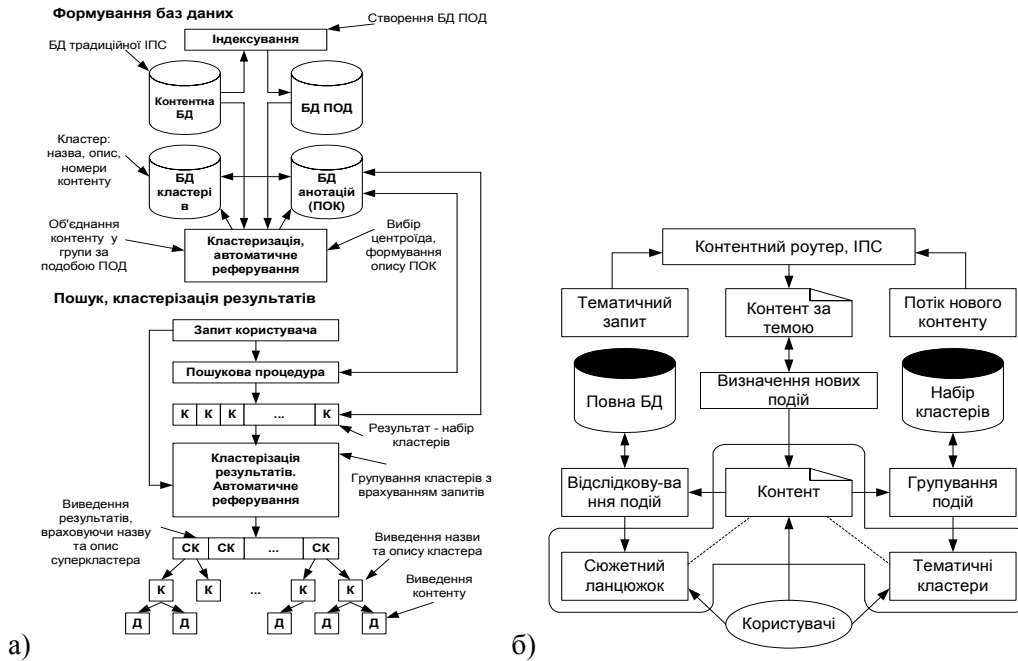 Формування баз даних
Створення БД ПОД
Індексування
БД традиційної ІПС
Контентна
БД
БД ПОД
Кластер:
назва, опис,
номери
контенту
БД
кластері
в
БД
анотацій
(ПОК)
Об'єднання
контенту у
групи за
подобою ПОД
Кластеризація,
автоматичне
реферування
Вибір
центроїда,
формування
опису ПОК
Пошук, кластерізація результатів
Запит користувача
Пошукова процедура
К К К ... К
Результат - набір
кластерів
Кластерізація
результатів.
Автоматичне
реферування
Групування кластерів з
врахуванням запитів
Виведення
результатів,
враховуючи назву
та опис
суперкластера
СК СК ... СК
Виведення назви
та опису кластера
К К ... К К
Виведення
контенту
Д Д Д Д Д
а)
Контентний роутер, ІПС
Тематичний
запит
Контент за
темою
Потік нового
контенту
Повна БД
Визначення нових
подій
Набір
кластерів
Відслідкову-ва
ння подій
Контент
Групування
подій
Сюжетний
ланцюжок
Тематичні
кластери
Користувачі
б)